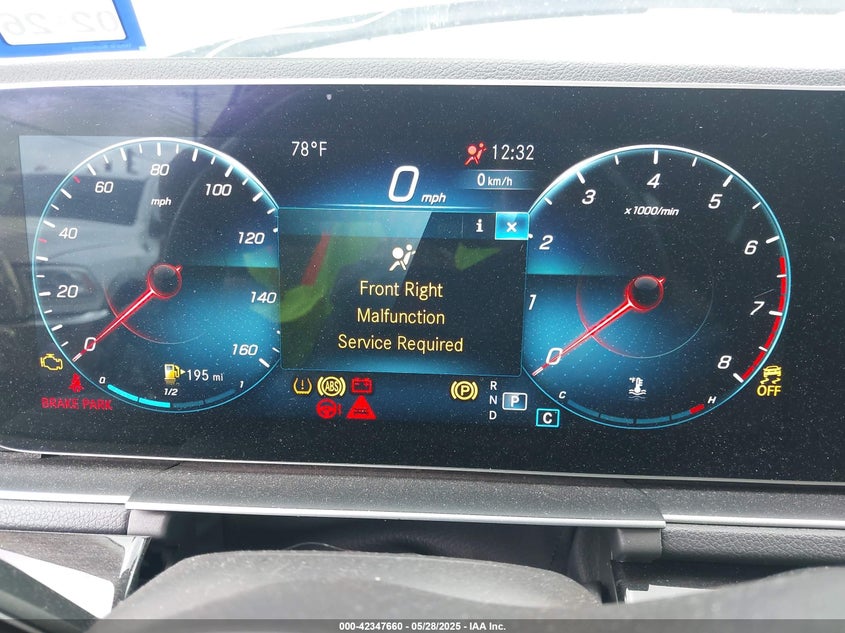 02-26
78°F
12:32
0 mph
0 km/h
0 20 40 60 80 100 120 140 160
mph
0 1 2 3 4 5 6 7 8
x1000/min
i x
Front Right
Malfunction
Service Required
195 mi
0 1/2 1
BRAKE PARK
ABS
P
R
N P
D
C
C H
OFF
000-42347660 - 05/28/2025 - IAA Inc.